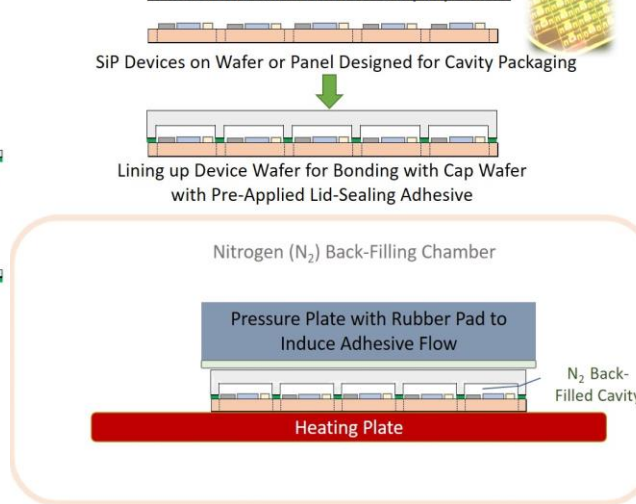 SiP Devices on Wafer or Panel Designed for Cavity Packaging
Lining up Device Wafer for Bonding with Cap Wafer
with Pre-Applied Lid-Sealing Adhesive
Nitrogen (N₂) Back-Filling Chamber
Pressure Plate with Rubber Pad to
Induce Adhesive Flow
N₂ Back-
Filled Cavity
Heating Plate